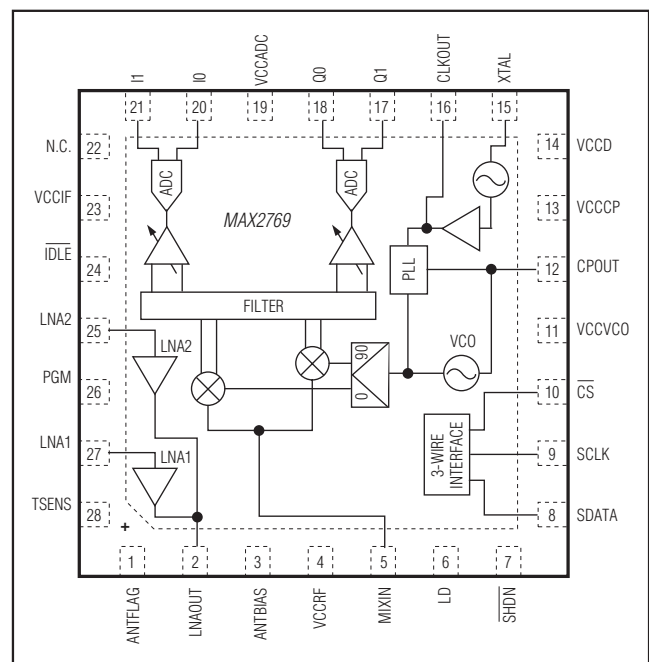 I1
I0
VCCADC
Q0
Q1
CLKOUT
XTAL
21
20
19
18
17
16
15
N.C.
22
14
VCCD
ADC
ADC
MAX2769
VCCIF
23
13
VCCCP
IDLE
24
PLL
12
CPOUT
FILTER
LNA2
25
11
VCCVCO
LNA2
0
90
VCO
PGM
26
10
CS
LNA1
27
LNA1
3-WIRE
INTERFACE
9
SCLK
TSENS
28
8
SDATA
+
1
2
3
4
5
6
7
ANTFLAG
LNAOUT
ANTBIAS
VCCRF
MIXIN
LD
SHDN